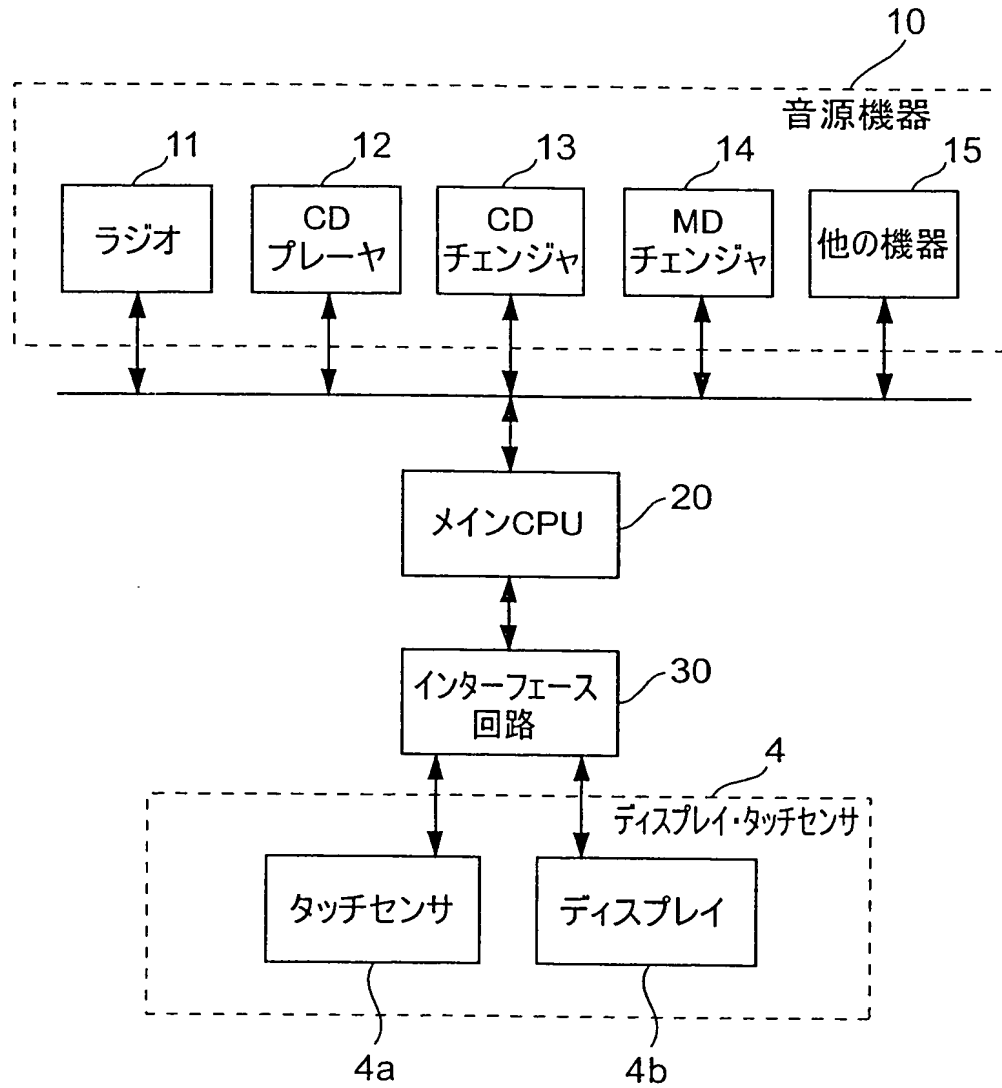 10
音源機器
11
12
13
14
15
ラジオ
CD
プレーヤ
CD
チェンジャ
MD
チェンジャ
他の機器
メインCPU
20
インターフェース
回路
30
4
ディスプレイ・タッチセンサ
タッチセンサ
ディスプレイ
4a
4b